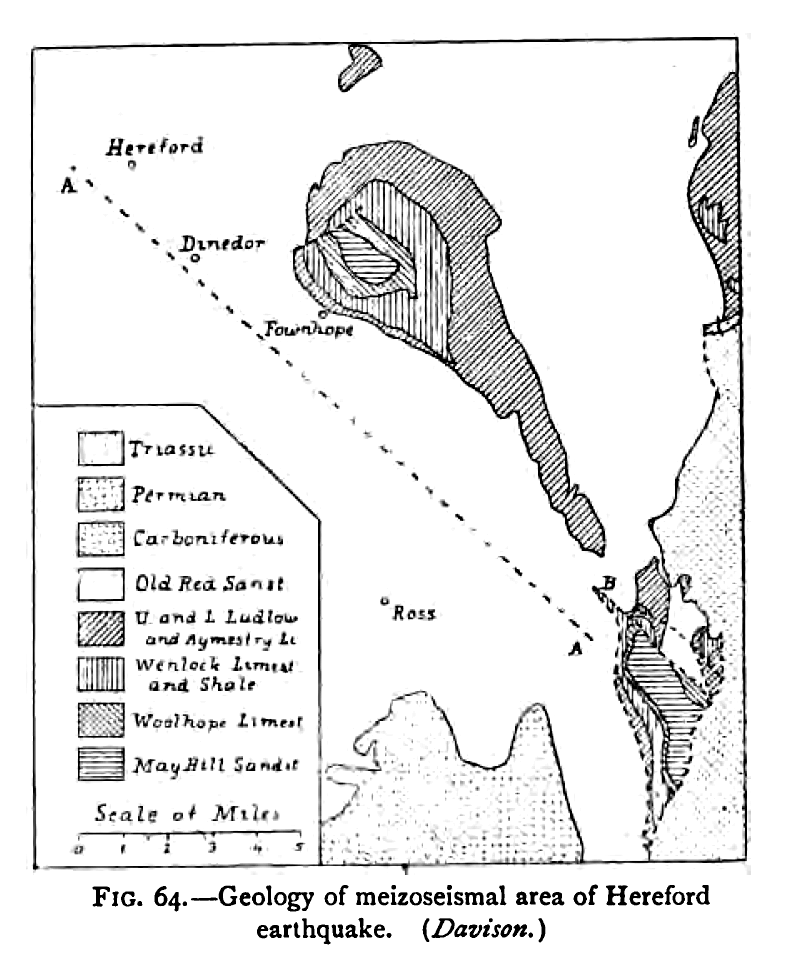 Hereford
A
Dinedor
Fownhope
Triassic
Permian
Carboniferous
Old Red Sanst
U. and L Ludlow
and Aymestry Li
Wenlock Limest
and Shale
Woolhope Limest
May Hill Sandst
Scale of Miles
0 1 2 3 4 5
B
Ross
A
FIG. 64.—Geology of meizoseismal area of Hereford
earthquake. (Davison.)